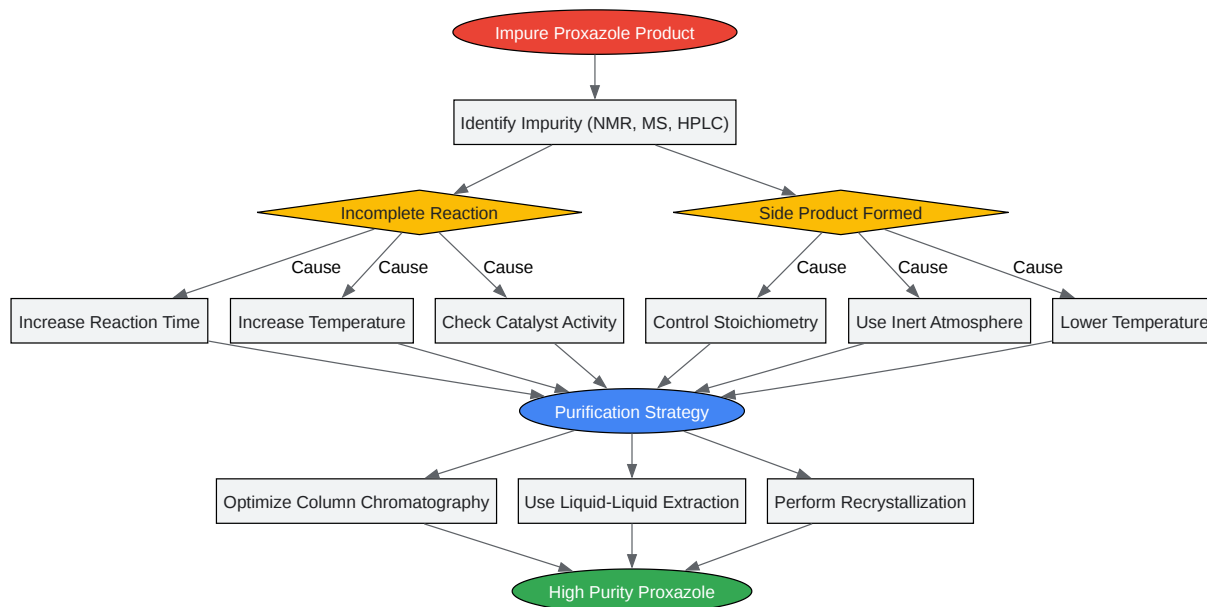 Impure Proxazole Product
Identify Impurity (NMR, MS, HPLC)
Incomplete Reaction
Side Product Formed
Cause
Cause
Cause
Cause
Cause
Cause
Increase Reaction Time
Increase Temperature
Check Catalyst Activity
Control Stoichiometry
Use Inert Atmosphere
Lower Temperature
Purification Strategy
Optimize Column Chromatography
Use Liquid-Liquid Extraction
Perform Recrystallization
High Purity Proxazole